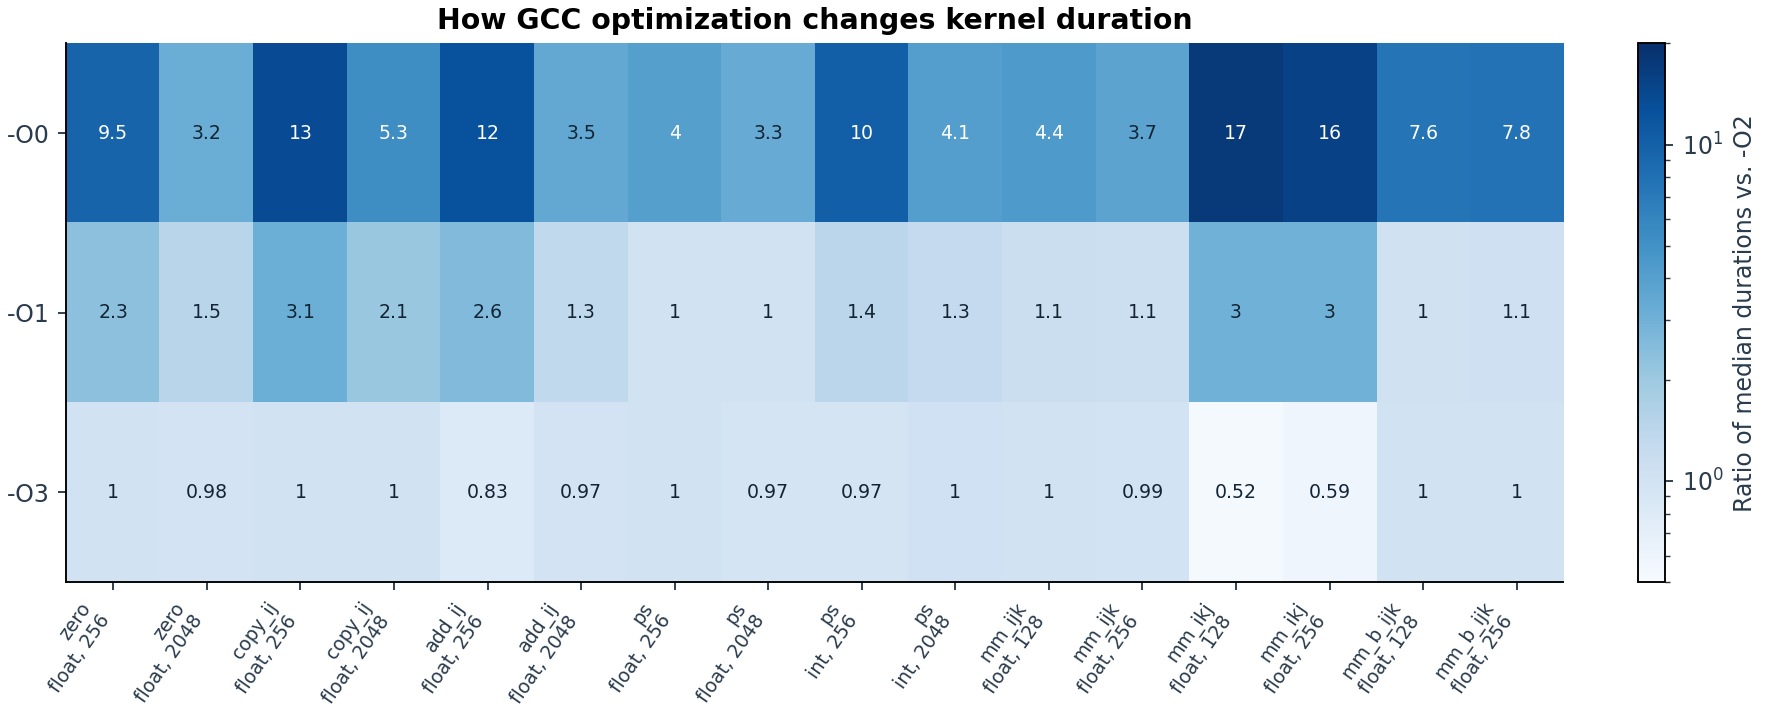 How GCC optimization changes kernel duration
-O0
9.5 3.2 13 5.3 12 3.5 4 3.3 10 4.1 4.4 3.7 17 16 7.6 7.8
-O1
2.3 1.5 3.1 2.1 2.6 1.3 1 1 1.4 1.3 1.1 1.1 3 3 1 1.1
-O3
1 0.98 1 1 0.83 0.97 1 0.97 0.97 1 1 0.99 0.52 0.59 1 1
zero
float, 256
zero
float, 2048
copy_ij
float, 256
copy_ij
float, 2048
add_ij
float, 256
add_ij
float, 2048
ps
float, 256
ps
float, 2048
ps
int, 256
ps
int, 2048
mm_ijk
float, 128
mm_ijk
float, 256
mm_ikj
float, 128
mm_ikj
float, 256
mm_b_ijk
float, 128
mm_b_ijk
float, 256
10¹
10⁰
Ratio of median durations vs. -O2